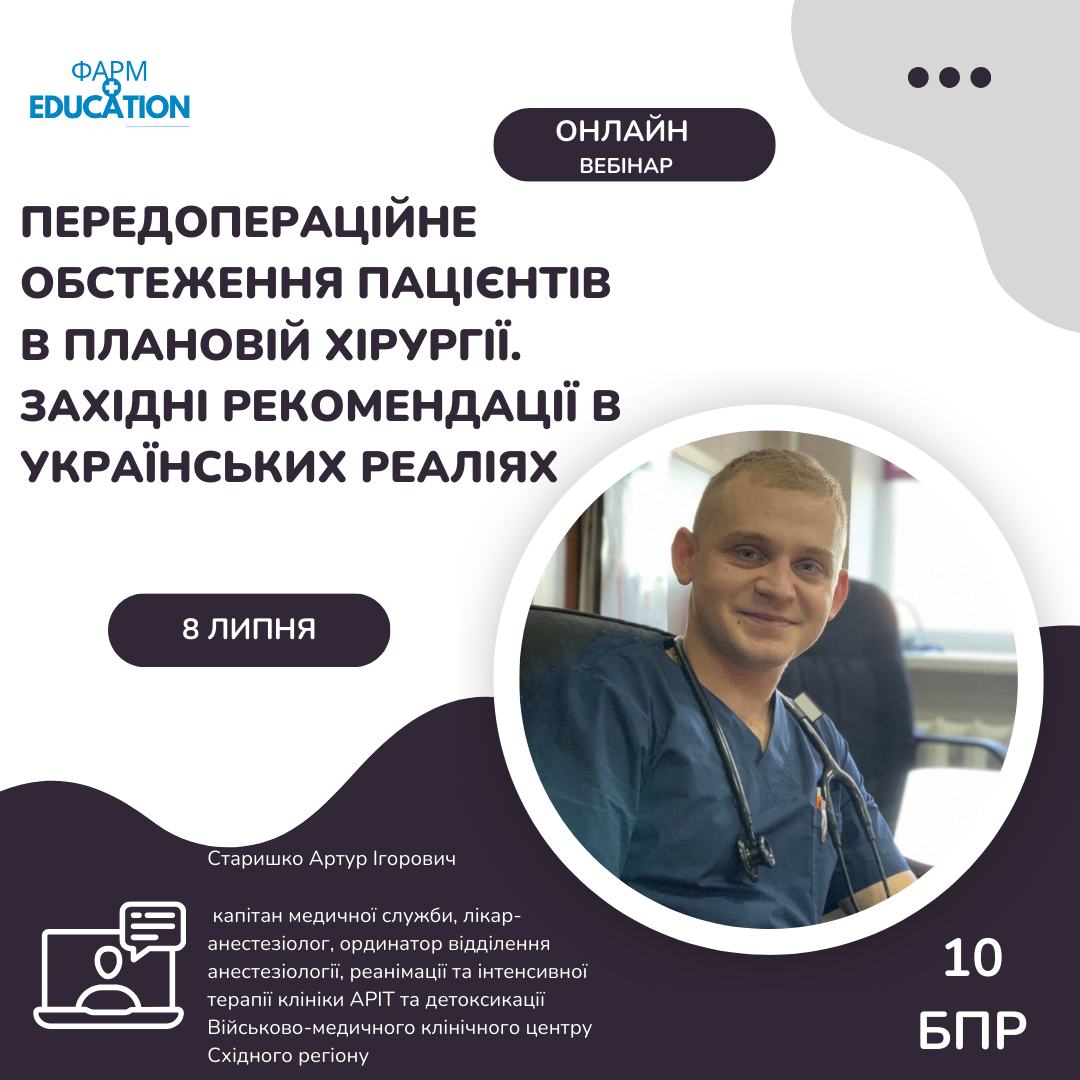 ФАРМ
EDUCATION
ОНЛАЙН
ВЕБІНАР
ПЕРЕДОПЕРАЦІЙНЕ
ОБСТЕЖЕННЯ ПАЦІЄНТІВ
В ПЛАНОВІЙ ХІРУРГІЇ.
ЗАХІДНІ РЕКОМЕНДАЦІЇ В
УКРАЇНСЬКИХ РЕАЛІЯХ
8 ЛИПНЯ
Старишко Артур Ігорович
капітан медичної служби, лікар-
анестезіолог, ординатор відділення
анестезіології, реанімації та інтенсивної
терапії клініки АРІТ та детоксикації
Військово-медичного клінічного центру
Східного регіону
10
БПР